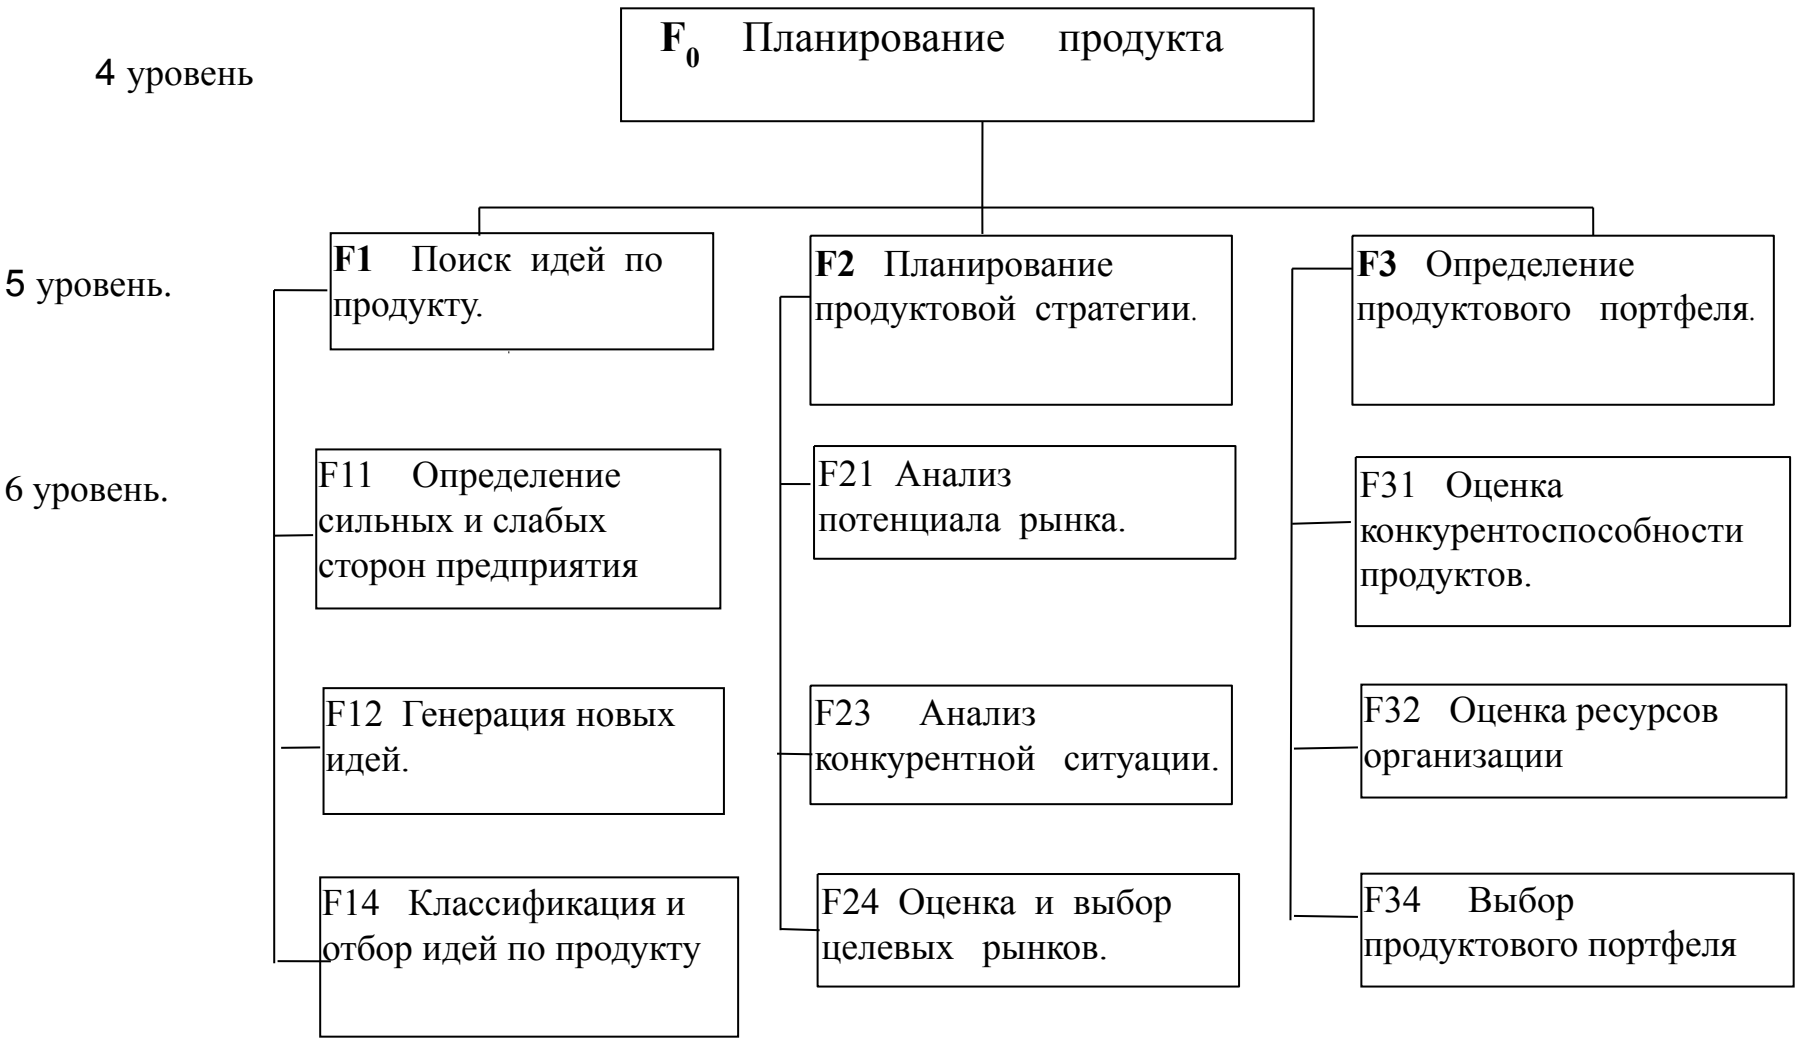 F0 Планирование продукта
4 уровень
5 уровень.
F1 Поиск идей по
продукту.
F2 Планирование
продуктовой стратегии.
F3 Определение
продуктового портфеля.
6 уровень.
F11 Определение
сильных и слабых
сторон предприятия
F21 Анализ
потенциала рынка.
F31 Оценка
конкурентоспособности
продуктов.
F12 Генерация новых
идей.
F23 Анализ
конкурентной ситуации.
F32 Оценка ресурсов
организации
F14 Классификация и
отбор идей по продукту
F24 Оценка и выбор
целевых рынков.
F34 Выбор
продуктового портфеля